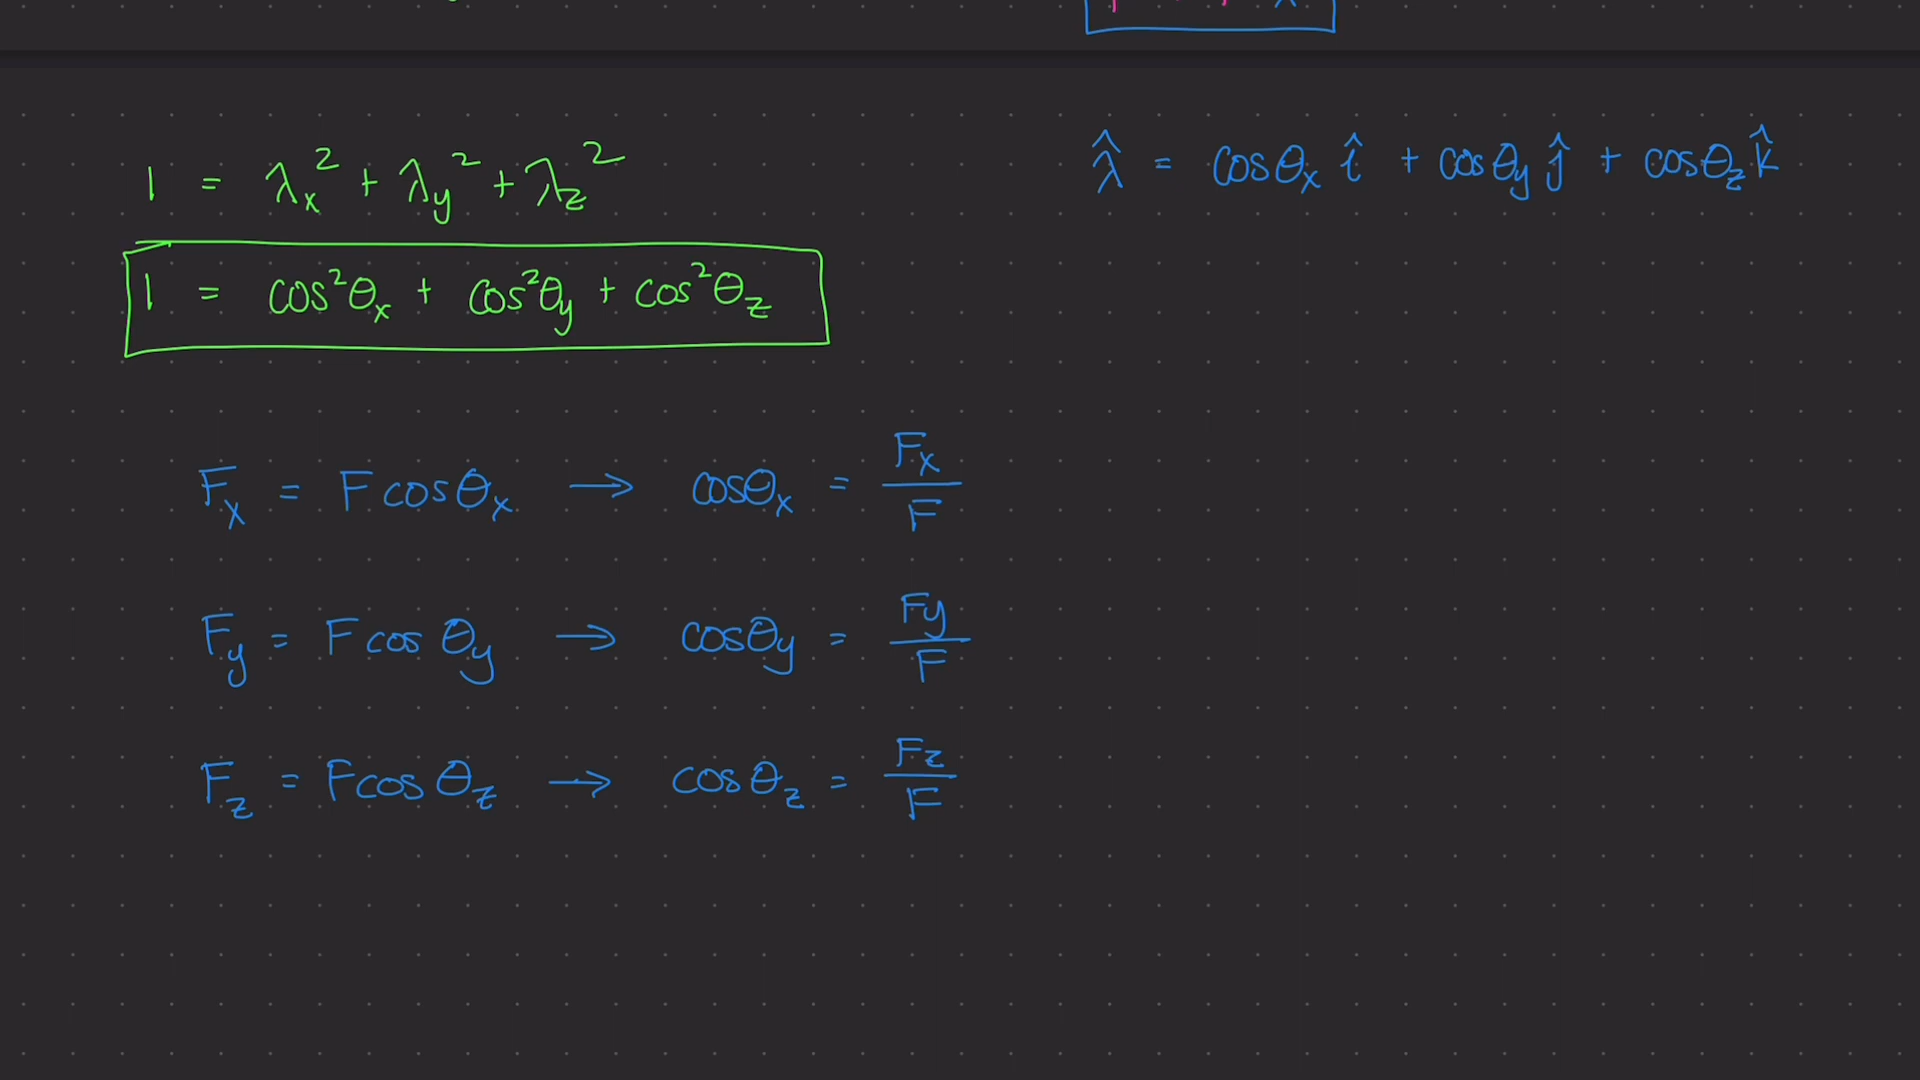 1 = λx² + λy² + λz²
λ̂ = cosθx î + cosθy ĵ + cosθz k̂
1 = cos²θx + cos²θy + cos²θz
Fx = F cosθx → cosθx = Fx/F
Fy = F cos θy → cosθy = Fy/F
Fz = F cos θz → cos θz = Fz/F